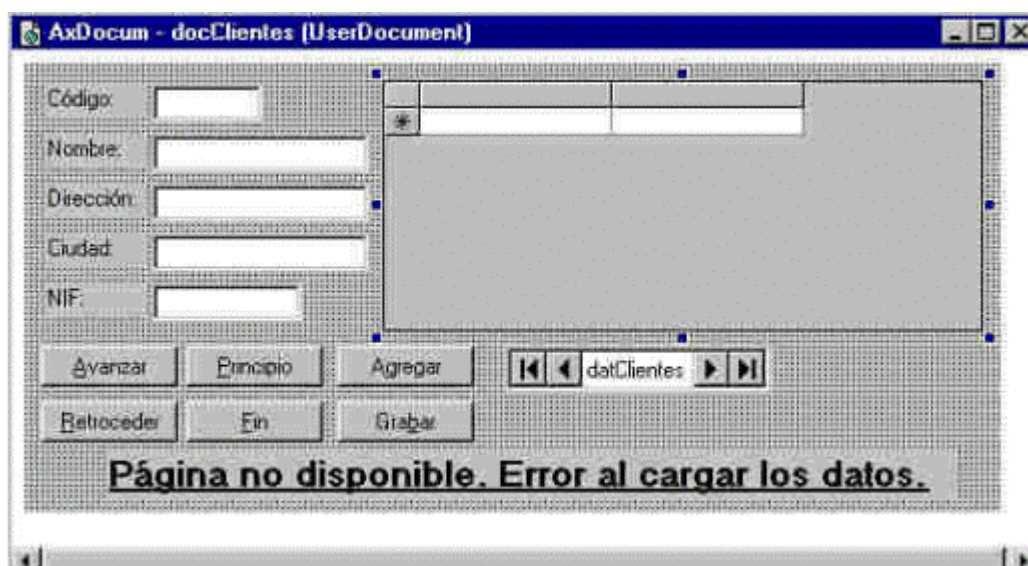 AxDocum - docClientes (UserDocument)
Código:
Nombre:
Dirección:
Ciudad:
NIF:
Avanzar Principio Agregar datClientes
Retroceder Fin Grabar
Página no disponible. Error al cargar los datos.